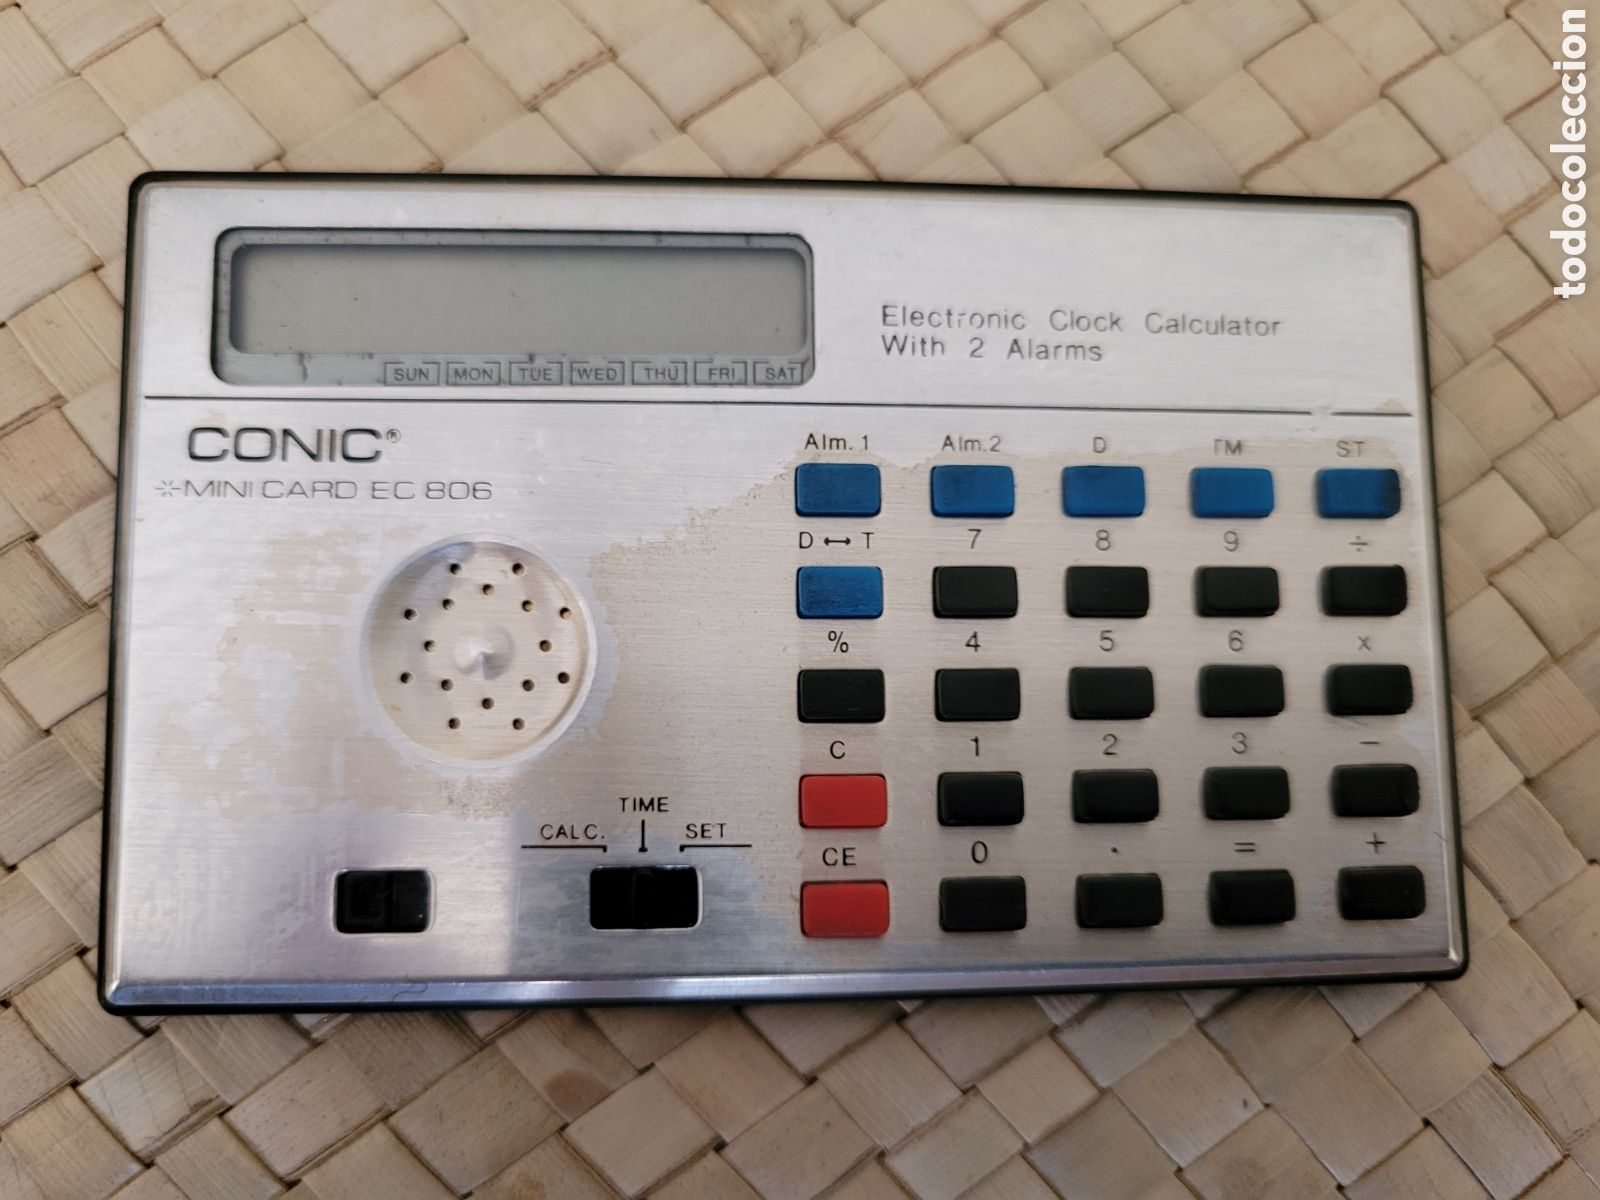 todocoleccion
Electronic Clock Calculator
With 2 Alarms
SUN MON TUE WED THU FRI SAT
CONIC®
MINI CARD EC 806
Alm. 1 Alm. 2 D TM ST
D ↔ T 7 8 9 ÷
% 4 5 6 x
C 1 2 3 −
TIME
CALC. SET
CE 0 . = +